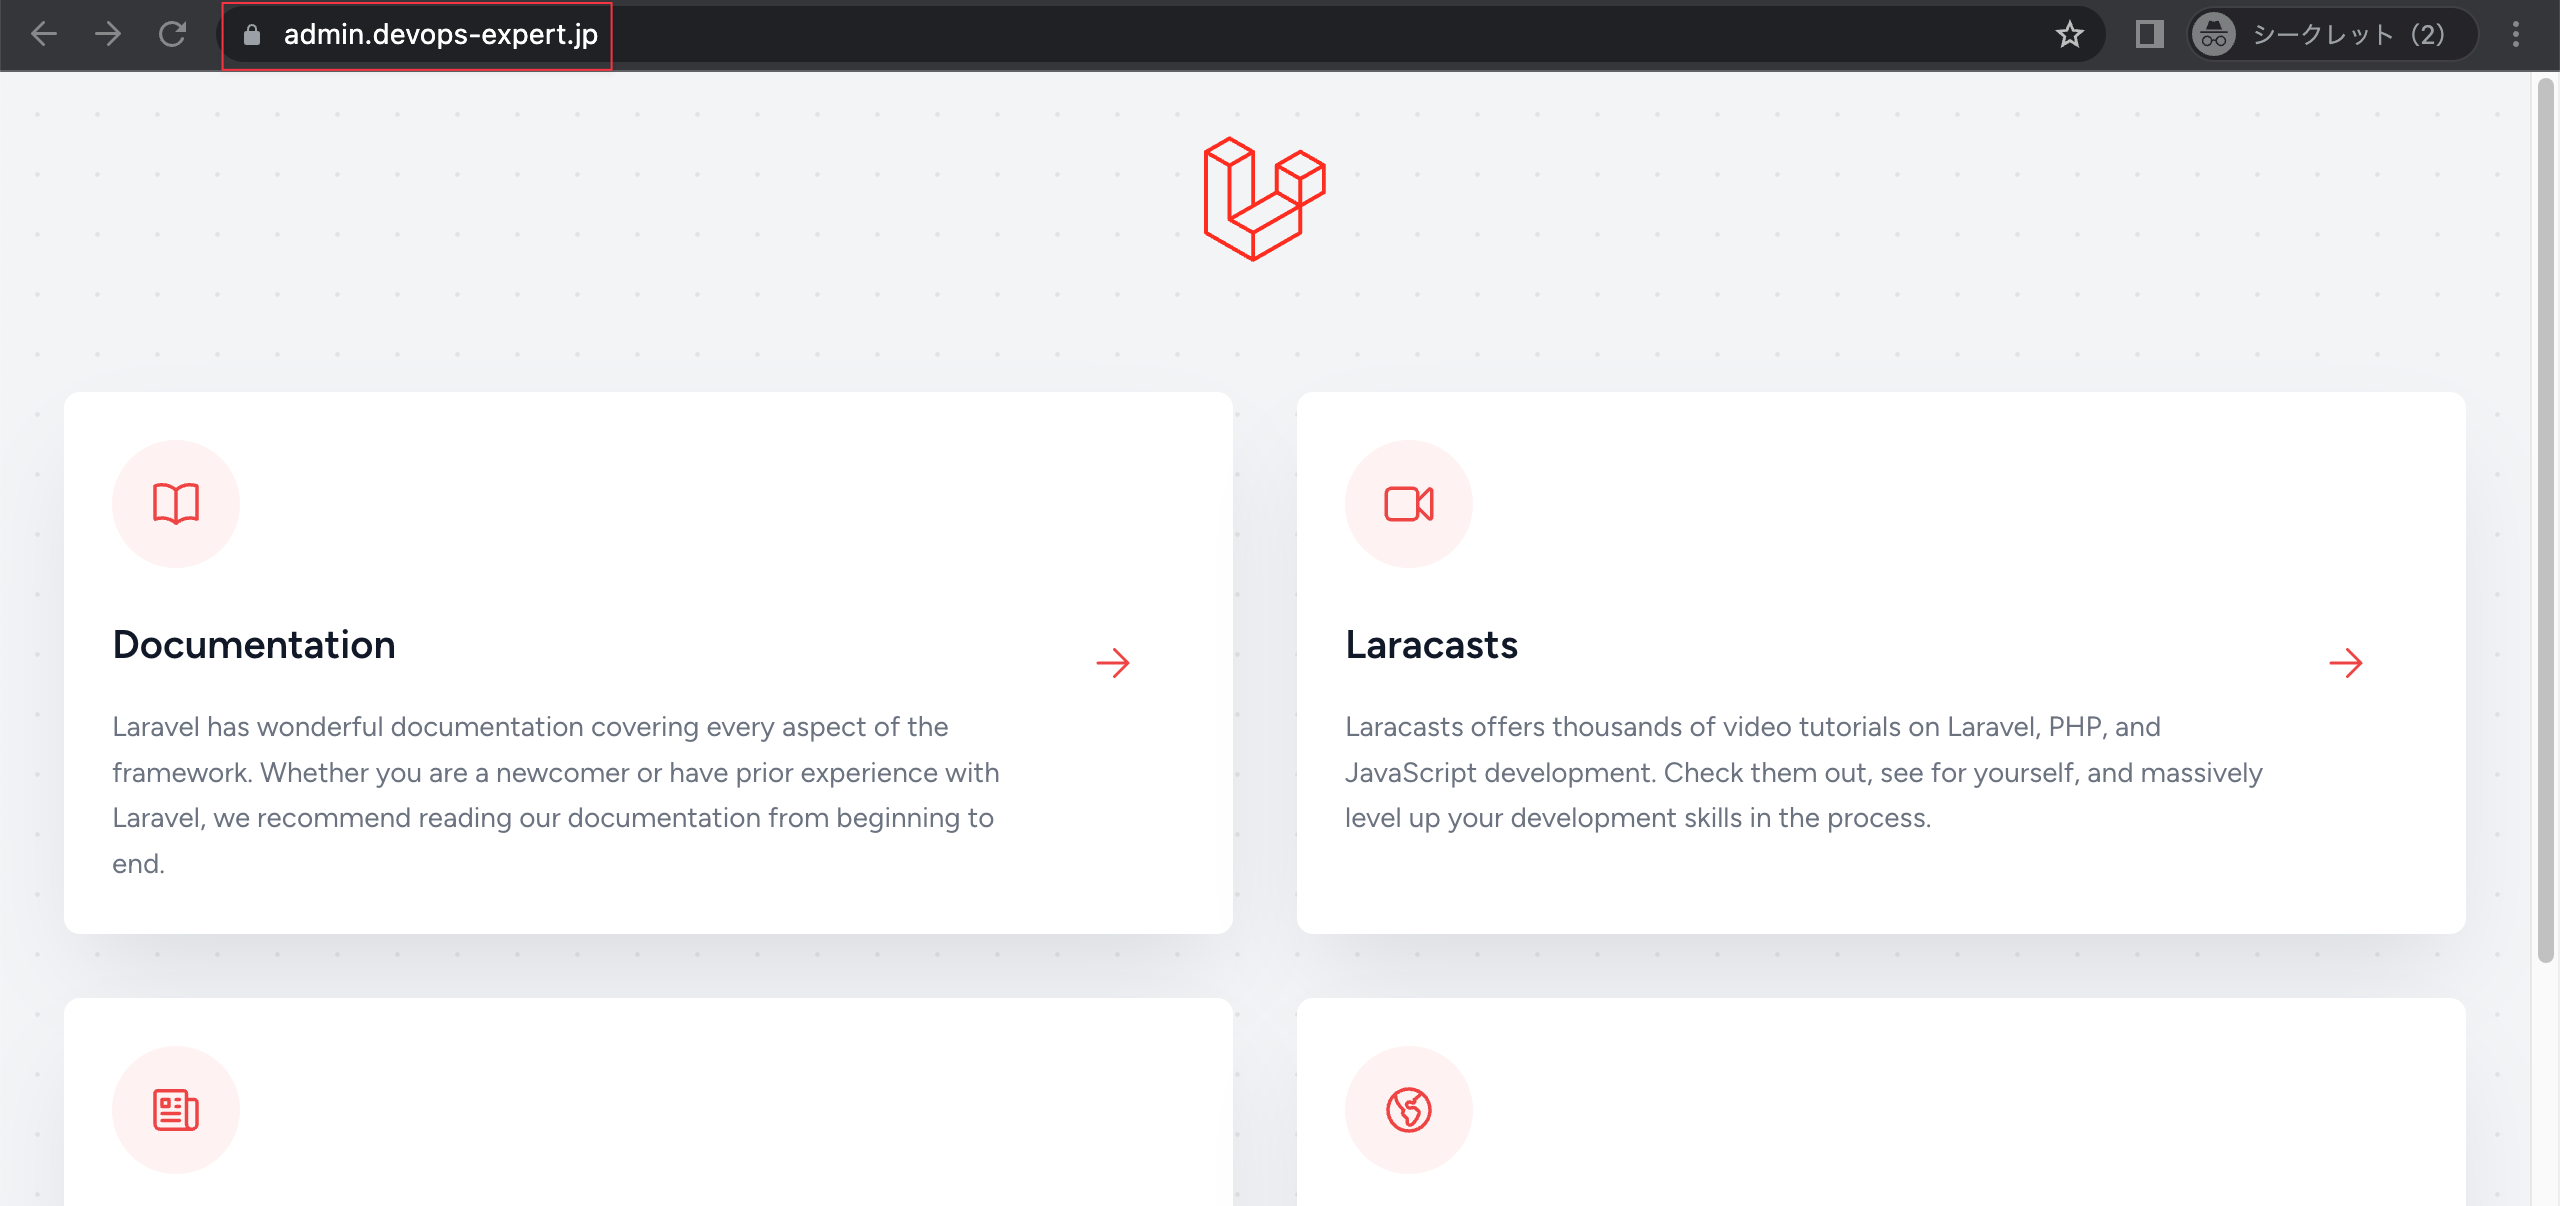 admin.devops-expert.jp
シークレット（2）
Documentation
Laravel has wonderful documentation covering every aspect of the
framework. Whether you are a newcomer or have prior experience with
Laravel, we recommend reading our documentation from beginning to
end.
Laracasts
Laracasts offers thousands of video tutorials on Laravel, PHP, and
JavaScript development. Check them out, see for yourself, and massively
level up your development skills in the process.